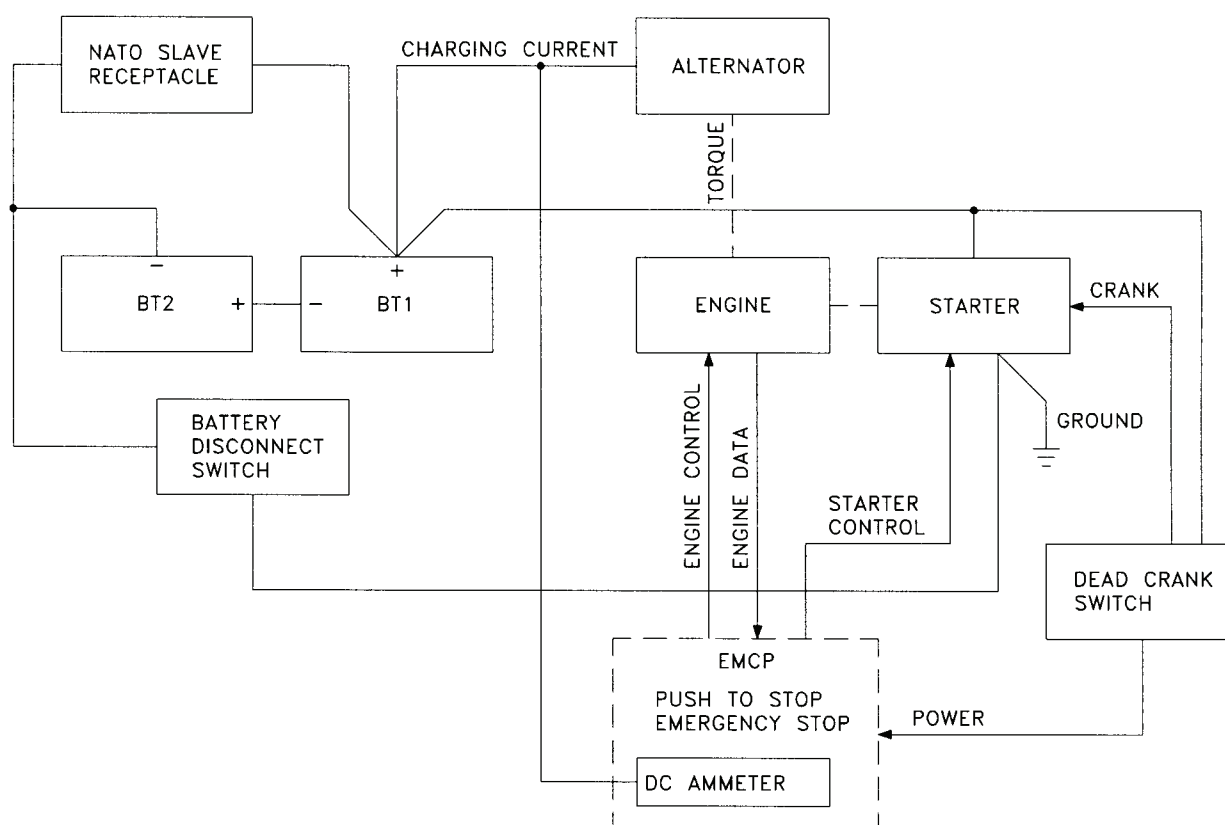 NATO SLAVE
RECEPTACLE
CHARGING CURRENT
ALTERNATOR
TORQUE
-
BT2
+
-
+
BT1
ENGINE
STARTER
CRANK
BATTERY
DISCONNECT
SWITCH
ENGINE CONTROL
ENGINE DATA
GROUND
STARTER
CONTROL
DEAD CRANK
SWITCH
EMCP
PUSH TO STOP
EMERGENCY STOP
POWER
DC AMMETER